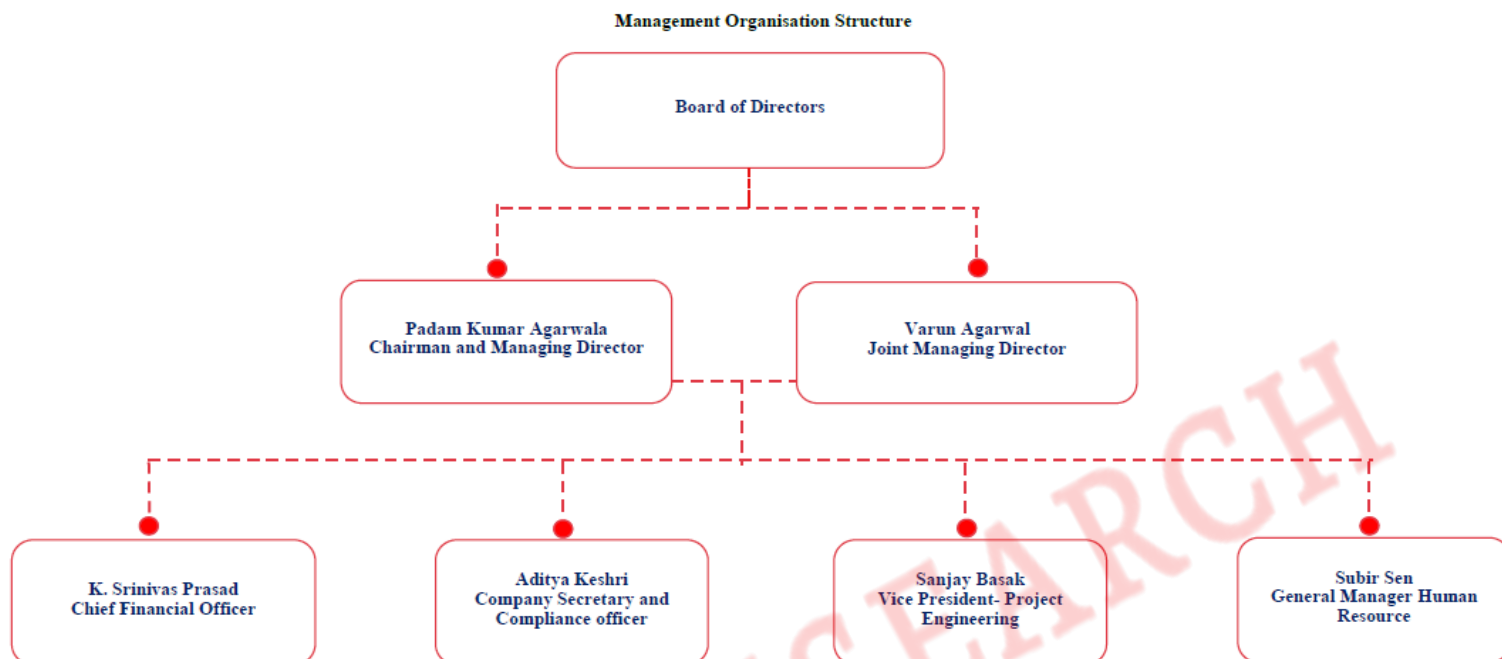 Management Organisation Structure
Board of Directors
Padam Kumar Agarwala
Chairman and Managing Director
Varun Agarwal
Joint Managing Director
K. Srinivas Prasad
Chief Financial Officer
Aditya Keshri
Company Secretary and
Compliance officer
Sanjay Basak
Vice President- Project
Engineering
Subir Sen
General Manager Human
Resource